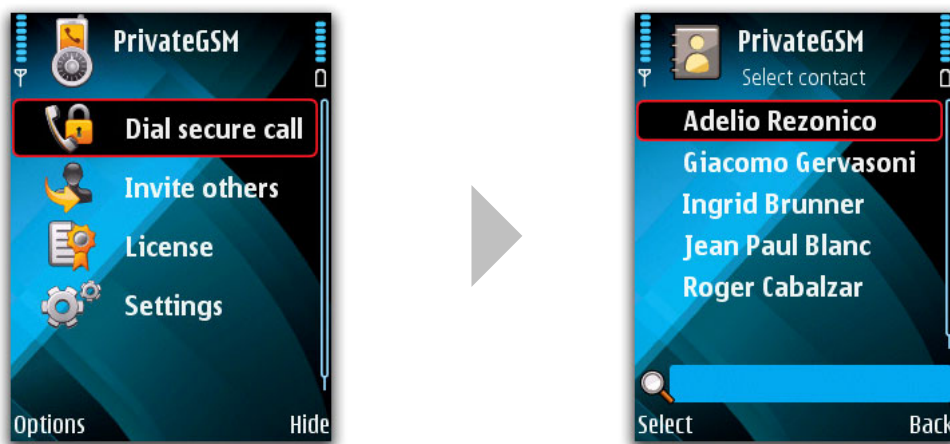 PrivateGSM
Dial secure call
Invite others
License
Settings
Options
Hide
PrivateGSM
Select contact
Adelio Rezonico
Giacomo Gervasoni
Ingrid Brunner
Jean Paul Blanc
Roger Cabalzar
Select
Back